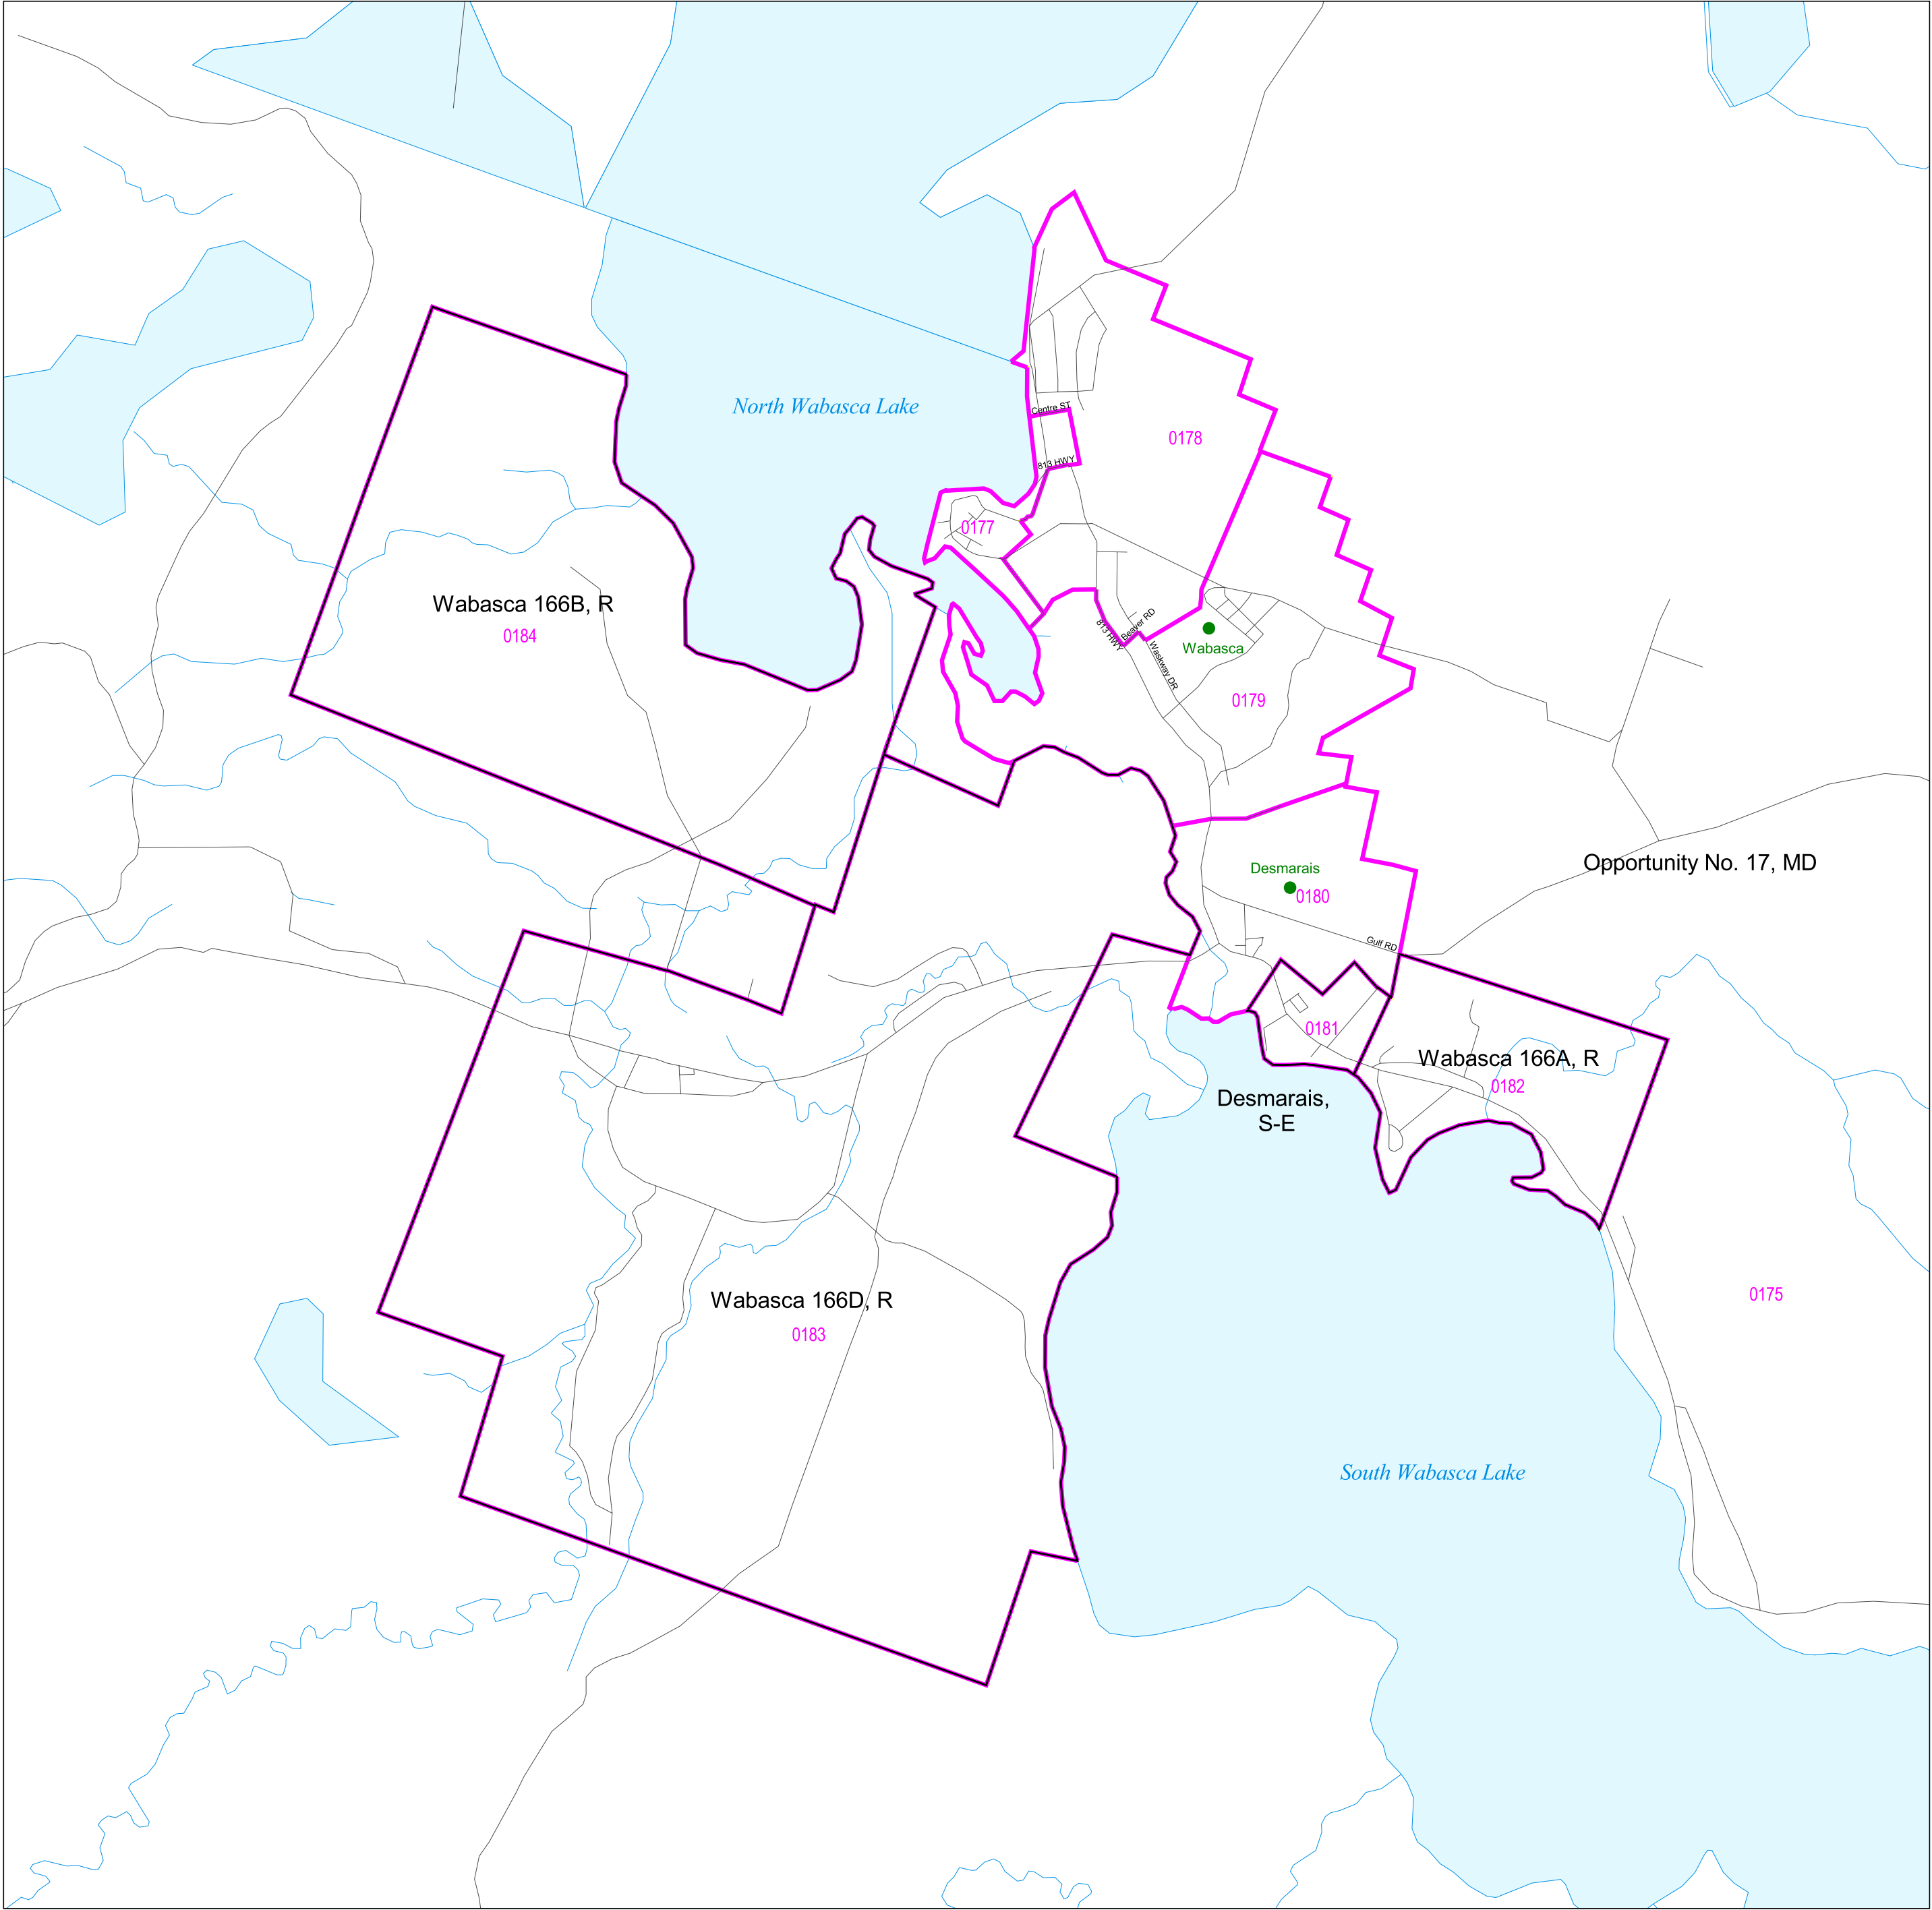 North Wabasca Lake
Centre ST
0178
813 HWY
0177
Wabasca 166B, R
0184
813 HWY
Beaver RD
Wabasca
Waskway DR
0179
Opportunity No. 17, MD
Desmarais
0180
Gulf RD
0181
Wabasca 166A, R
0182
Desmarais,
S-E
0175
Wabasca 166D, R
0183
South Wabasca Lake